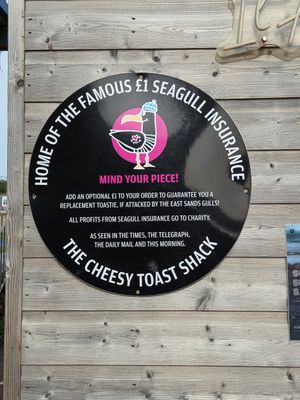 HOME OF THE FAMOUS £1 SEAGULL INSURANCE
MIND YOUR PIECE!
ADD AN OPTIONAL £1 TO YOUR ORDER TO GUARANTEE YOU A
REPLACEMENT TOASTIE, IF ATTACKED BY THE EAST SANDS GULLS!
ALL PROFITS FROM SEAGULL INSURANCE GO TO CHARITY.
AS SEEN IN THE TIMES, THE TELEGRAPH,
THE DAILY MAIL AND THIS MORNING.
THE CHEESY TOAST SHACK